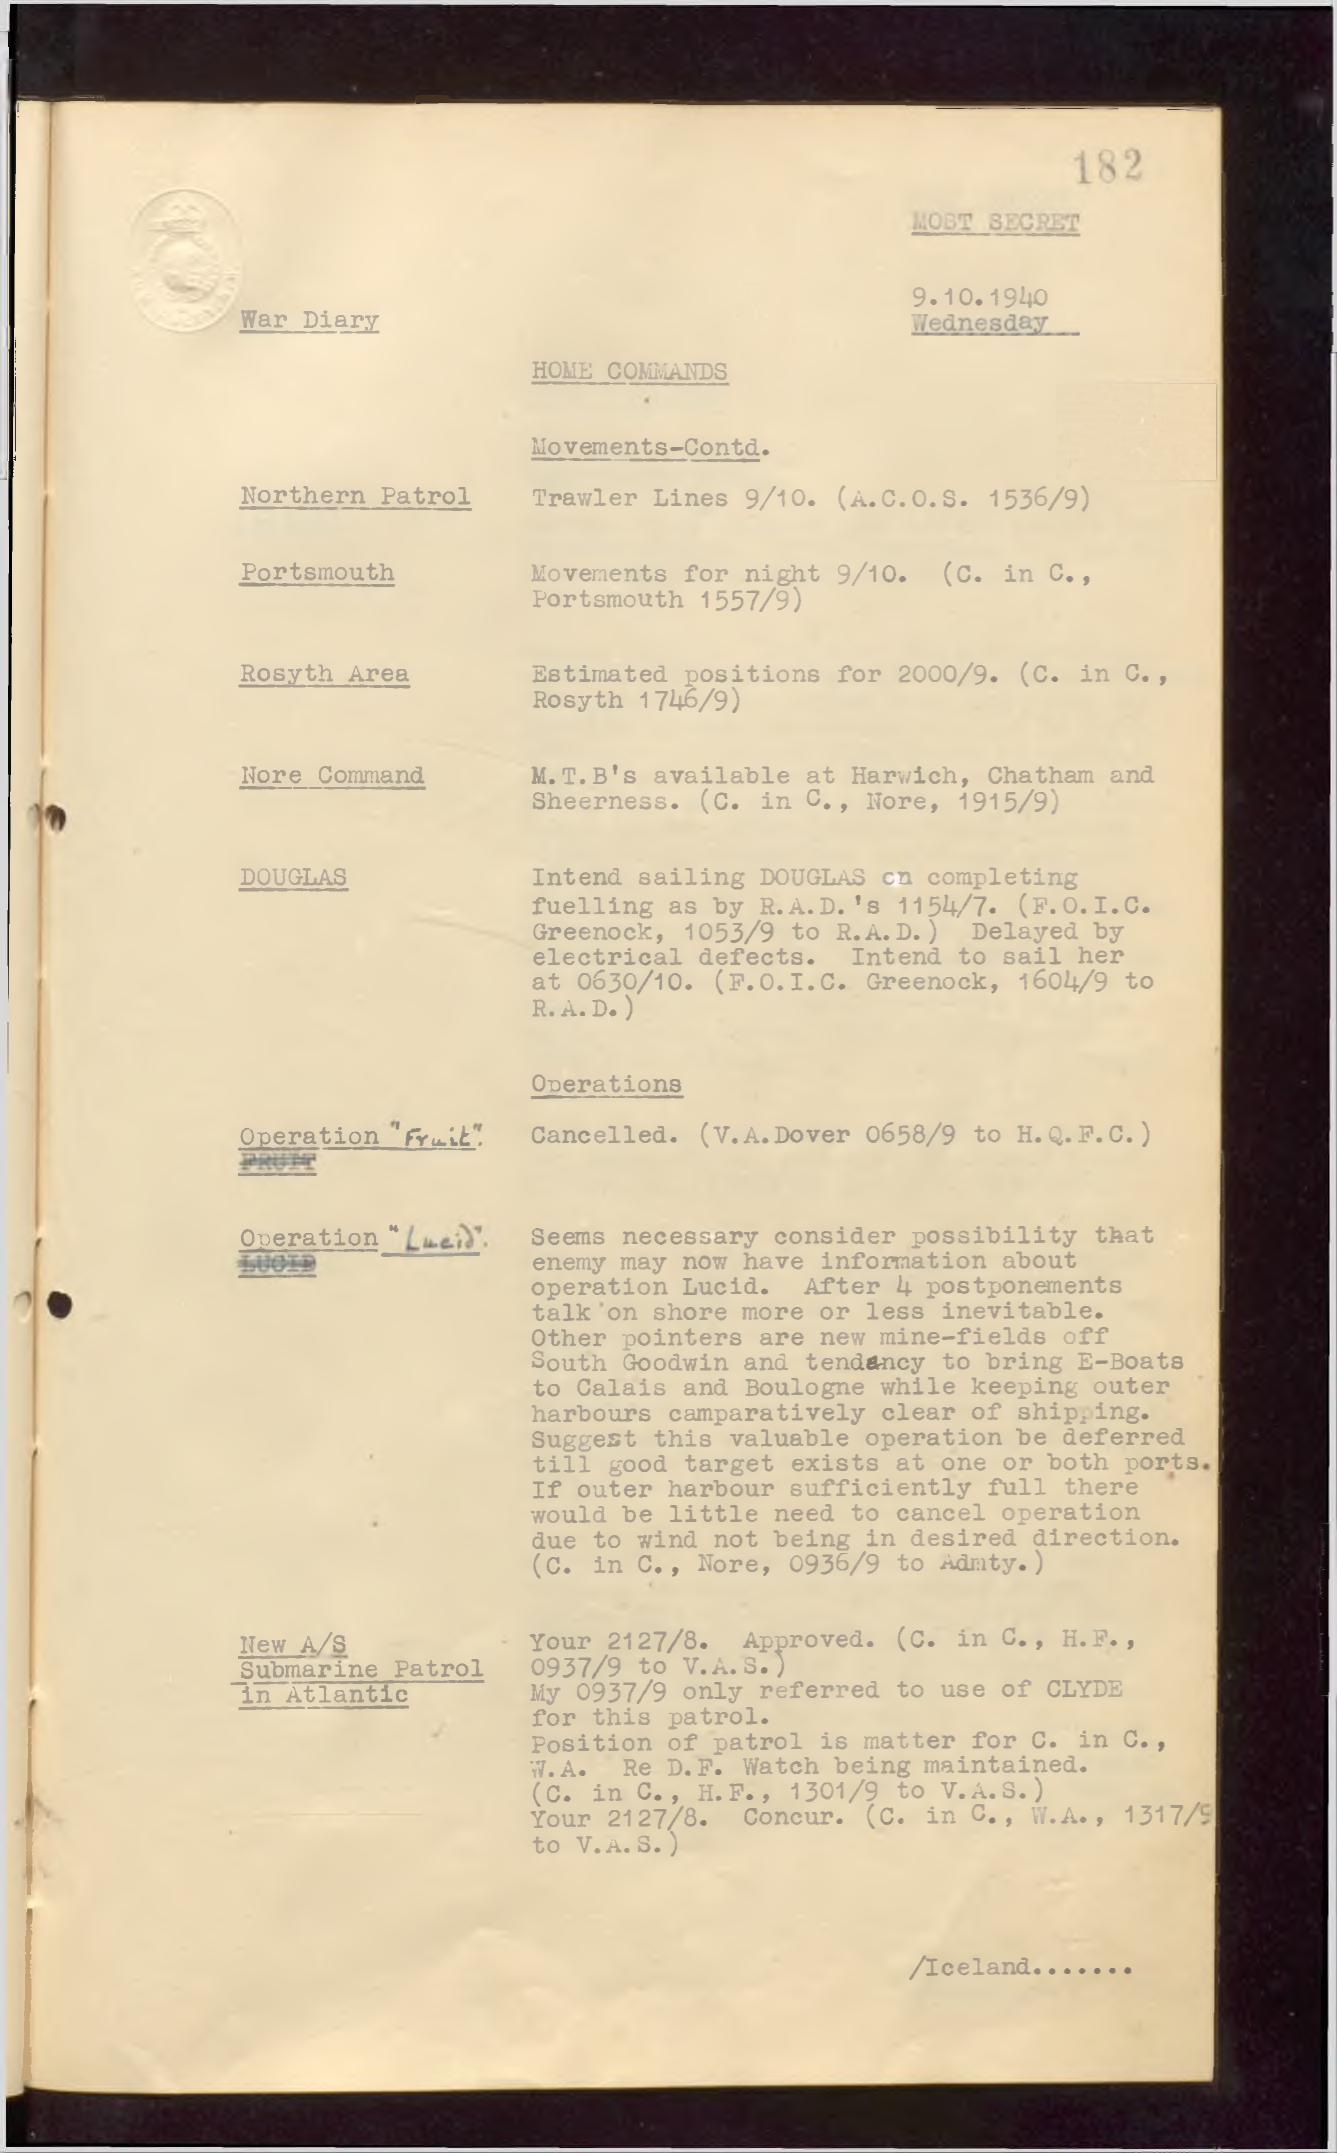 182
MOST SECRET
9.10.1940
War Diary
Wednesday
HOME COMMANDS
Movements-Contd.
Northern Patrol
Trawler Lines 9/10. (A.C.O.S. 1536/9)
Portsmouth
Movements for night 9/10. (C. in C.,
Portsmouth 1557/9)
Rosyth Area
Estimated positions for 2000/9. (C. in C.,
Rosyth 1746/9)
Nore Command
M.T.B's available at Harwich, Chatham and
Sheerness. (C. in C., Nore, 1915/9)
DOUGLAS
Intend sailing DOUGLAS on completing
fuelling as by R.A.D.'s 1154/7. (F.O.I.C.
Greenock, 1053/9 to R.A.D.) Delayed by
electrical defects. Intend to sail her
at 0630/10. (F.O.I.C. Greenock, 1604/9 to
R.A.D.)
Operations
Operation "Fruit".
FRUIT
Cancelled. (V.A.Dover 0658/9 to H.Q.F.C.)
Operation "Lucid".
LUCID
Seems necessary consider possibility that
enemy may now have information about
operation Lucid. After 4 postponements
talk on shore more or less inevitable.
Other pointers are new mine-fields off
South Goodwin and tendancy to bring E-Boats
to Calais and Boulogne while keeping outer
harbours camparatively clear of shipping.
Suggest this valuable operation be deferred
till good target exists at one or both ports.
If outer harbour sufficiently full there
would be little need to cancel operation
due to wind not being in desired direction.
(C. in C., Nore, 0936/9 to Admty.)
New A/S
Submarine Patrol
in Atlantic
Your 2127/8. Approved. (C. in C., H.F.,
0937/9 to V.A.S.)
My 0937/9 only referred to use of CLYDE
for this patrol.
Position of patrol is matter for C. in C.,
W.A. Re D.F. Watch being maintained.
(C. in C., H.F., 1301/9 to V.A.S.)
Your 2127/8. Concur. (C. in C., W.A., 1317/9
to V.A.S.)
/Iceland.......